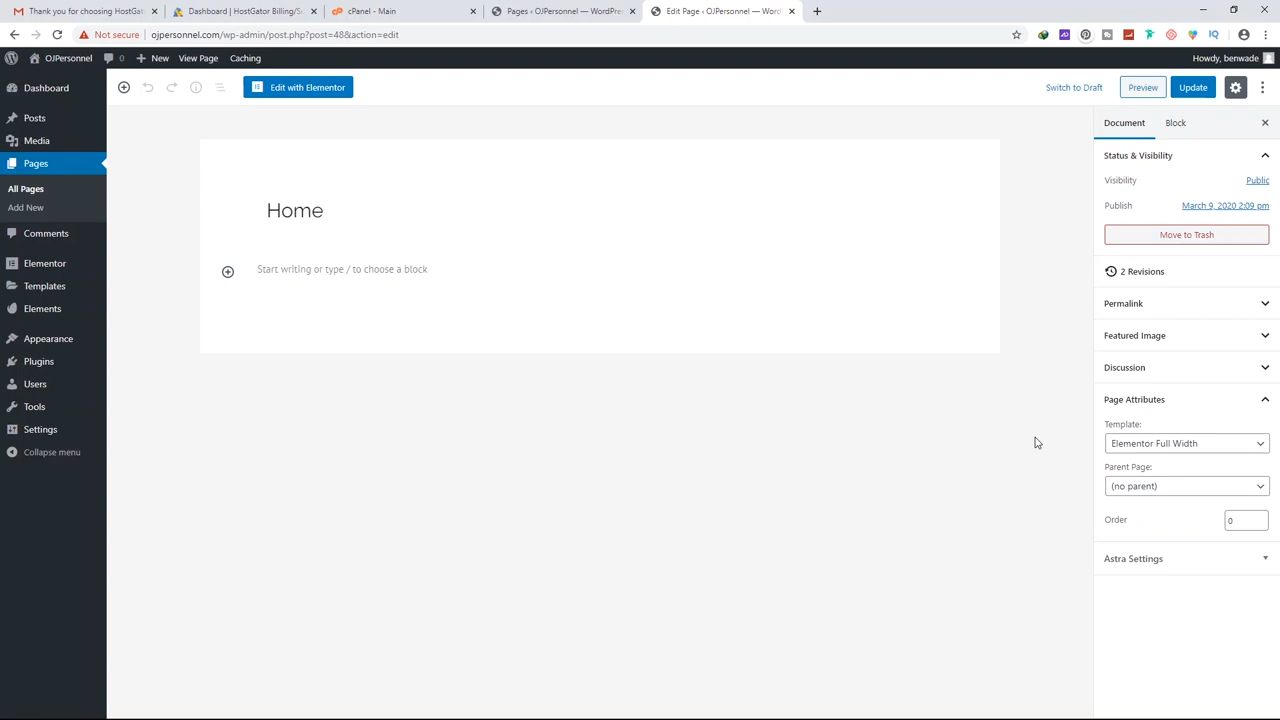 Thank you for choosing HostGato
Dashboard | HostGator Billing/Su
cPanel - Main
Pages ‹ OJPersonnel — WordPre
Edit Page ‹ OJPersonnel — Word
Not secure | ojpersonnel.com/wp-admin/post.php?post=48&action=edit
OJPersonnel 0 New View Page Caching Howdy, benwade
Dashboard
Posts
Media
Pages
All Pages
Add New
Comments
Elementor
Templates
Elements
Appearance
Plugins
Users
Tools
Settings
Collapse menu
Edit with Elementor
Switch to Draft Preview Update
Home
Start writing or type / to choose a block
Document Block
Status & Visibility
Visibility Public
Publish March 9, 2020 2:09 pm
Move to Trash
2 Revisions
Permalink
Featured Image
Discussion
Page Attributes
Template:
Elementor Full Width
Parent Page:
(no parent)
Order 0
Astra Settings